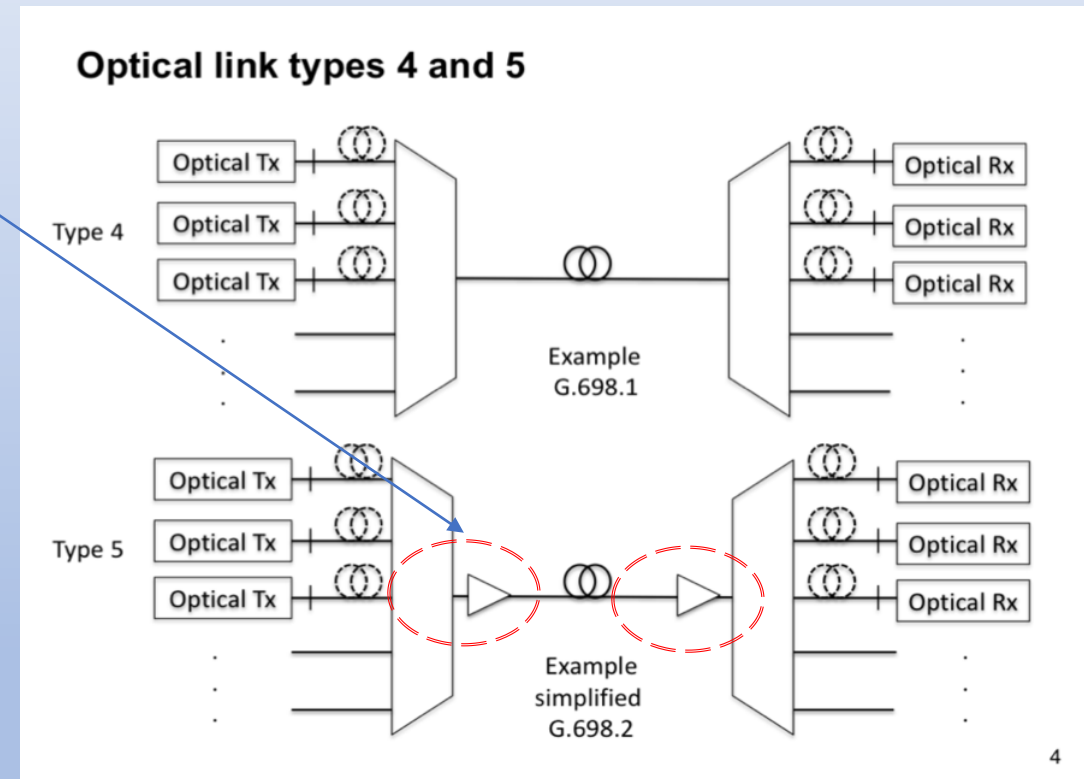 Optical link types 4 and 5
Optical Tx
Optical Rx
Type 4
Optical Tx
Optical Rx
Optical Tx
Optical Rx
.
.
.
.
.
.
Example
G.698.1
Optical Tx
Optical Rx
Type 5
Optical Tx
Optical Rx
Optical Tx
Optical Rx
.
.
.
.
.
.
Example
simplified
G.698.2
4